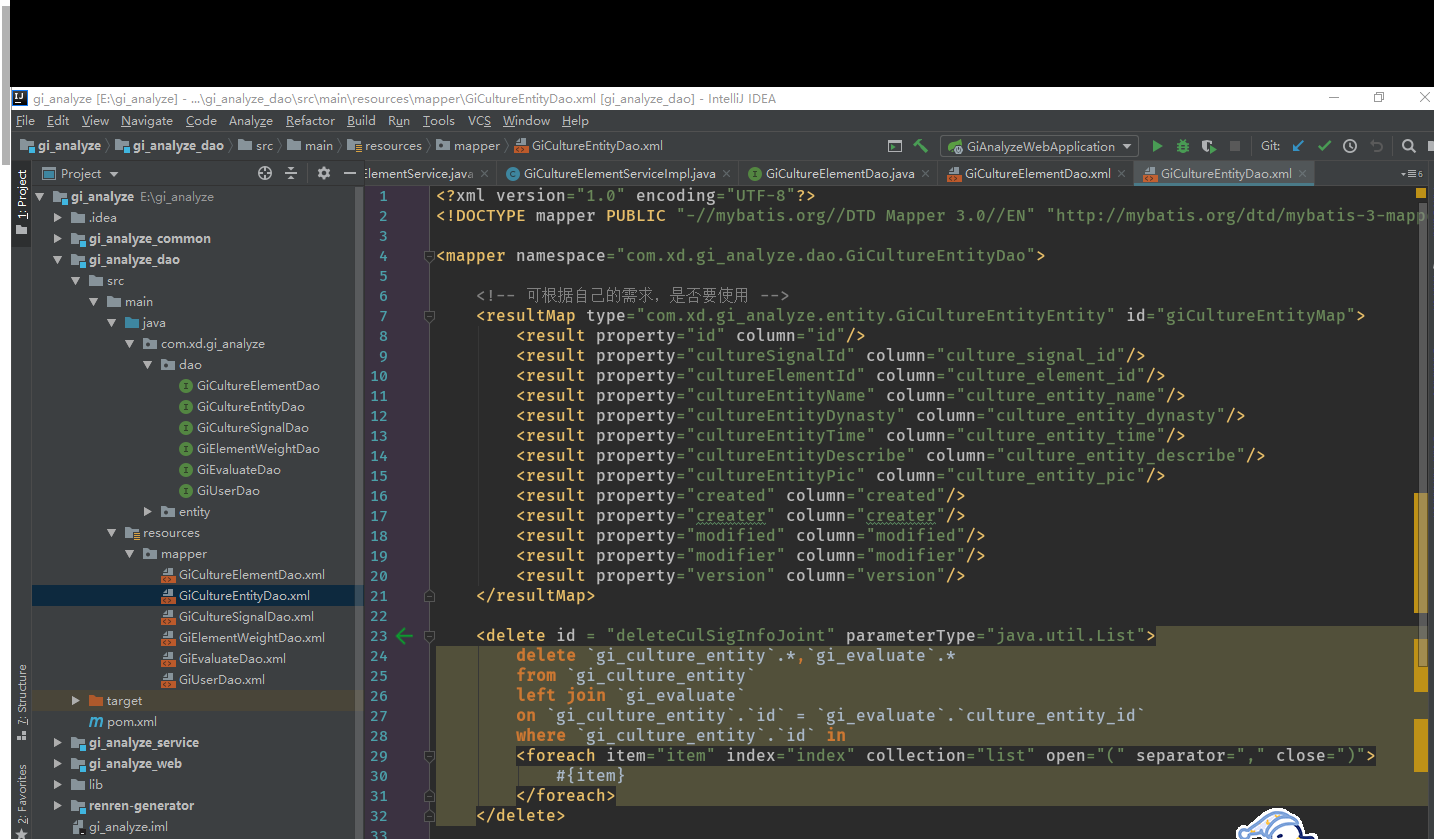 gi_analyze [E:\gi_analyze] - ...\gi_analyze_dao\src\main\resources\mapper\GiCultureEntityDao.xml [gi_analyze_dao] - IntelliJ IDEA
File Edit View Navigate Code Analyze Refactor Build Run Tools VCS Window Help
gi_analyze gi_analyze_dao src main resources mapper GiCultureEntityDao.xml GiAnalyzeWebApplication Git:
Project ElementService.java GiCultureElementServiceImpl.java GiCultureElementDao.java GiCultureElementDao.xml GiCultureEntityDao.xml 6
1: Project
7: Structure
2: Favorites
gi_analyze E:\gi_analyze
.idea
gi_analyze_common
gi_analyze_dao
src
main
java
com.xd.gi_analyze
dao
GiCultureElementDao
GiCultureEntityDao
GiCultureSignalDao
GiElementWeightDao
GiEvaluateDao
GiUserDao
entity
resources
mapper
GiCultureElementDao.xml
GiCultureEntityDao.xml
GiCultureSignalDao.xml
GiElementWeightDao.xml
GiEvaluateDao.xml
GiUserDao.xml
target
pom.xml
gi_analyze_service
gi_analyze_web
lib
renren-generator
gi_analyze.iml
1 <?xml version="1.0" encoding="UTF-8"?>
2 <!DOCTYPE mapper PUBLIC "-//mybatis.org//DTD Mapper 3.0//EN" "http://mybatis.org/dtd/mybatis-3-mapp
3
4 <mapper namespace="com.xd.gi_analyze.dao.GiCultureEntityDao">
5
6 <!-- 可根据自己的需求，是否要使用 -->
7 <resultMap type="com.xd.gi_analyze.entity.GiCultureEntityEntity" id="giCultureEntityMap">
8 <result property="id" column="id"/>
9 <result property="cultureSignalId" column="culture_signal_id"/>
10 <result property="cultureElementId" column="culture_element_id"/>
11 <result property="cultureEntityName" column="culture_entity_name"/>
12 <result property="cultureEntityDynasty" column="culture_entity_dynasty"/>
13 <result property="cultureEntityTime" column="culture_entity_time"/>
14 <result property="cultureEntityDescribe" column="culture_entity_describe"/>
15 <result property="cultureEntityPic" column="culture_entity_pic"/>
16 <result property="created" column="created"/>
17 <result property="creater" column="creater"/>
18 <result property="modified" column="modified"/>
19 <result property="modifier" column="modifier"/>
20 <result property="version" column="version"/>
21 </resultMap>
22
23 <delete id = "deleteCulSigInfoJoint" parameterType="java.util.List">
24 delete `gi_culture_entity`.*,`gi_evaluate`.*
25 from `gi_culture_entity`
26 left join `gi_evaluate`
27 on `gi_culture_entity`.`id` = `gi_evaluate`.`culture_entity_id`
28 where `gi_culture_entity`.`id` in
29 <foreach item="item" index="index" collection="list" open="(" separator="," close=")">
30 #{item}
31 </foreach>
32 </delete>
33